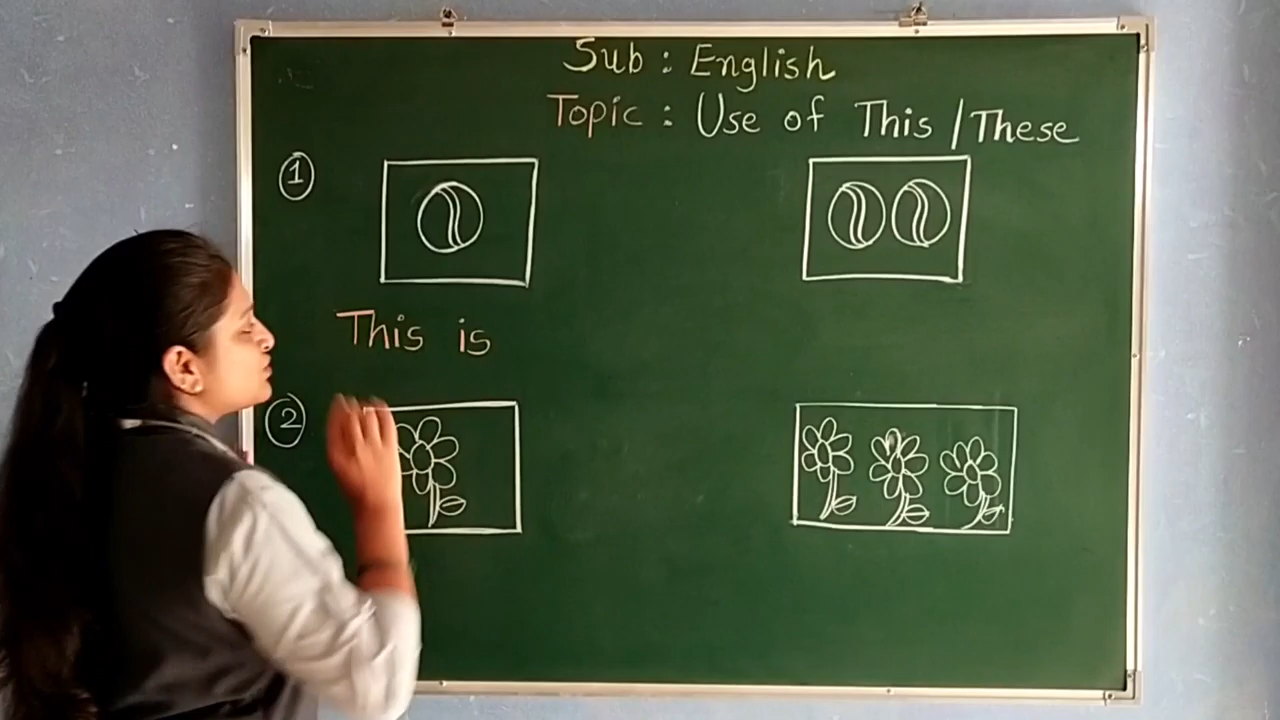 Sub : English
Topic : Use of This / These
1
This is
2